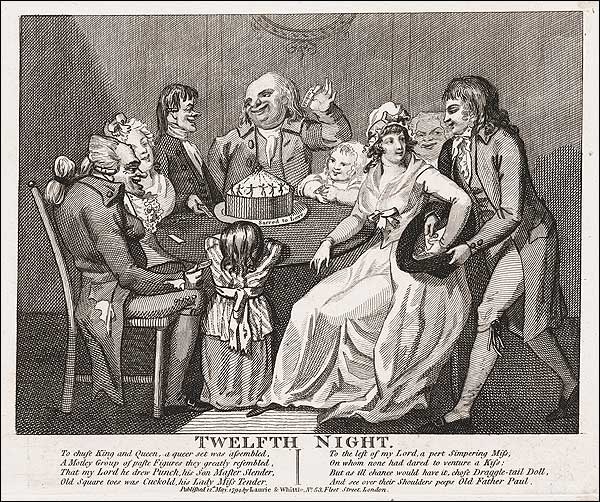 Sacred to Love
TWELFTH NIGHT.
To chuse King and Queen, a queer set was assembled,
A Motley Group of paste Figures they greatly resembled,
That my Lord he drew Punch, his Son Master Slender,
Old Square toes was Cuckold, his Lady Miss Tender.
To the left of my Lord, a pert Simpering Miss,
On whom none had dared to venture a Kiss;
But as ill chance would have it, chose Draggle-tail Doll,
And see over their Shoulders peeps Old Father Paul.
Published 12 May, 1794 by Laurie & Whittle, No. 53, Fleet Street, London.